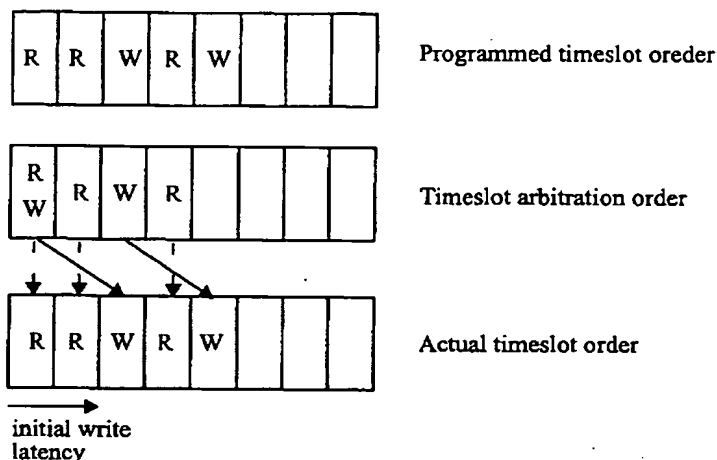 R R W R W
Programmed timeslot oreder
R
W R W R
Timeslot arbitration order
R R W R W
Actual timeslot order
initial write
latency